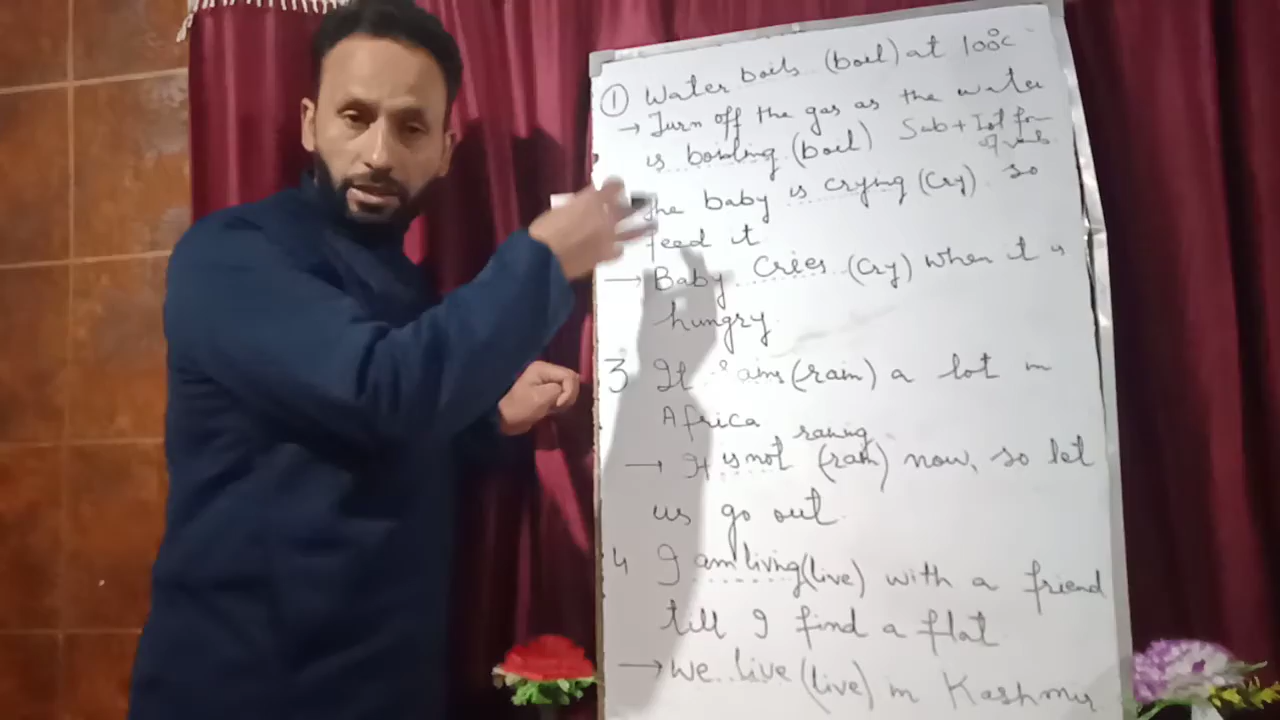 ① Water boils (boil) at 100°C
→ Turn off the gas as the water
is boiling (boil) Sub + Ist for
of verb
The baby is crying (cry) so
feed it
→ Baby cries (cry) when it is
hungry
3 It rains (rain) a lot in
Africa
raining
→ It is not (rain) now, so let
us go out
4 I am living (live) with a friend
till I find a flat
→ We live (live) in Kashmir